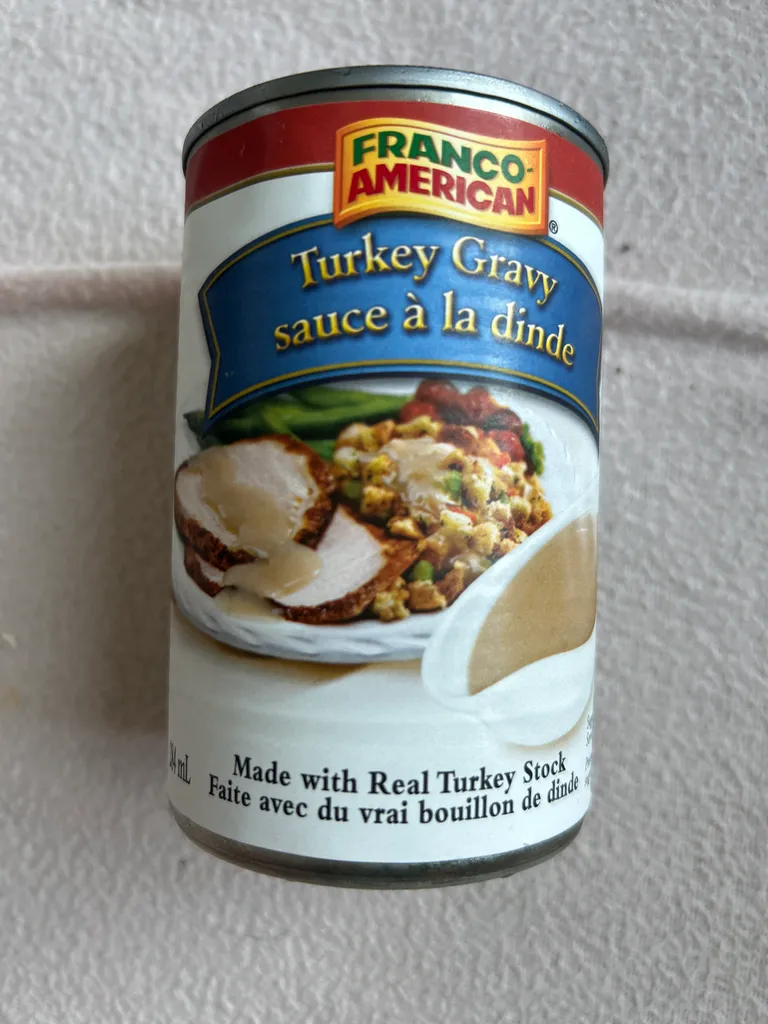 FRANCO-
AMERICAN
®
Turkey Gravy
sauce à la dinde
mL
Made with Real Turkey Stock
Faite avec du vrai bouillon de dinde